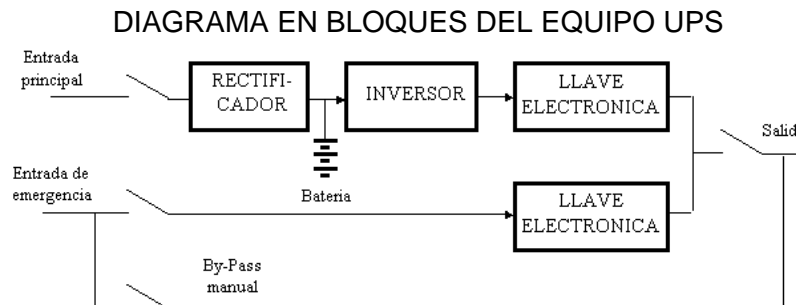 DIAGRAMA EN BLOQUES DEL EQUIPO UPS
Entrada
principal
RECTIFI-
CADOR
INVERSOR
LLAVE
ELECTRONICA
Salid
Entrada de
emergencia
Bateria
LLAVE
ELECTRONICA
By-Pass
manual